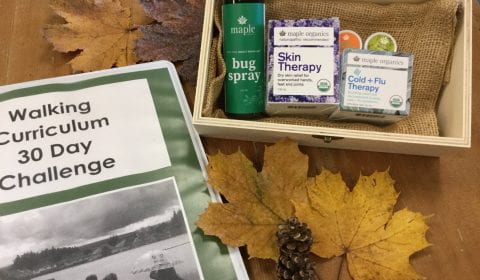 Walking
Curriculum
30 Day
Challenge
maple
bug
spray
maple organics
Skin
Therapy
Dry skin relief for
overworked hands,
feet and joints
maple organics
Cold + Flu
Therapy